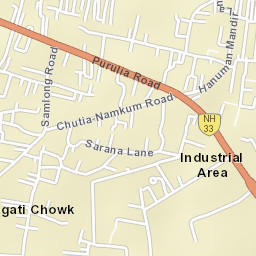 Hanuman Mandir
Purulia Road
Samlong Road
Chutia-Namkum Road
NH
33
Sarana Lane
Industrial
Area
gati Chowk